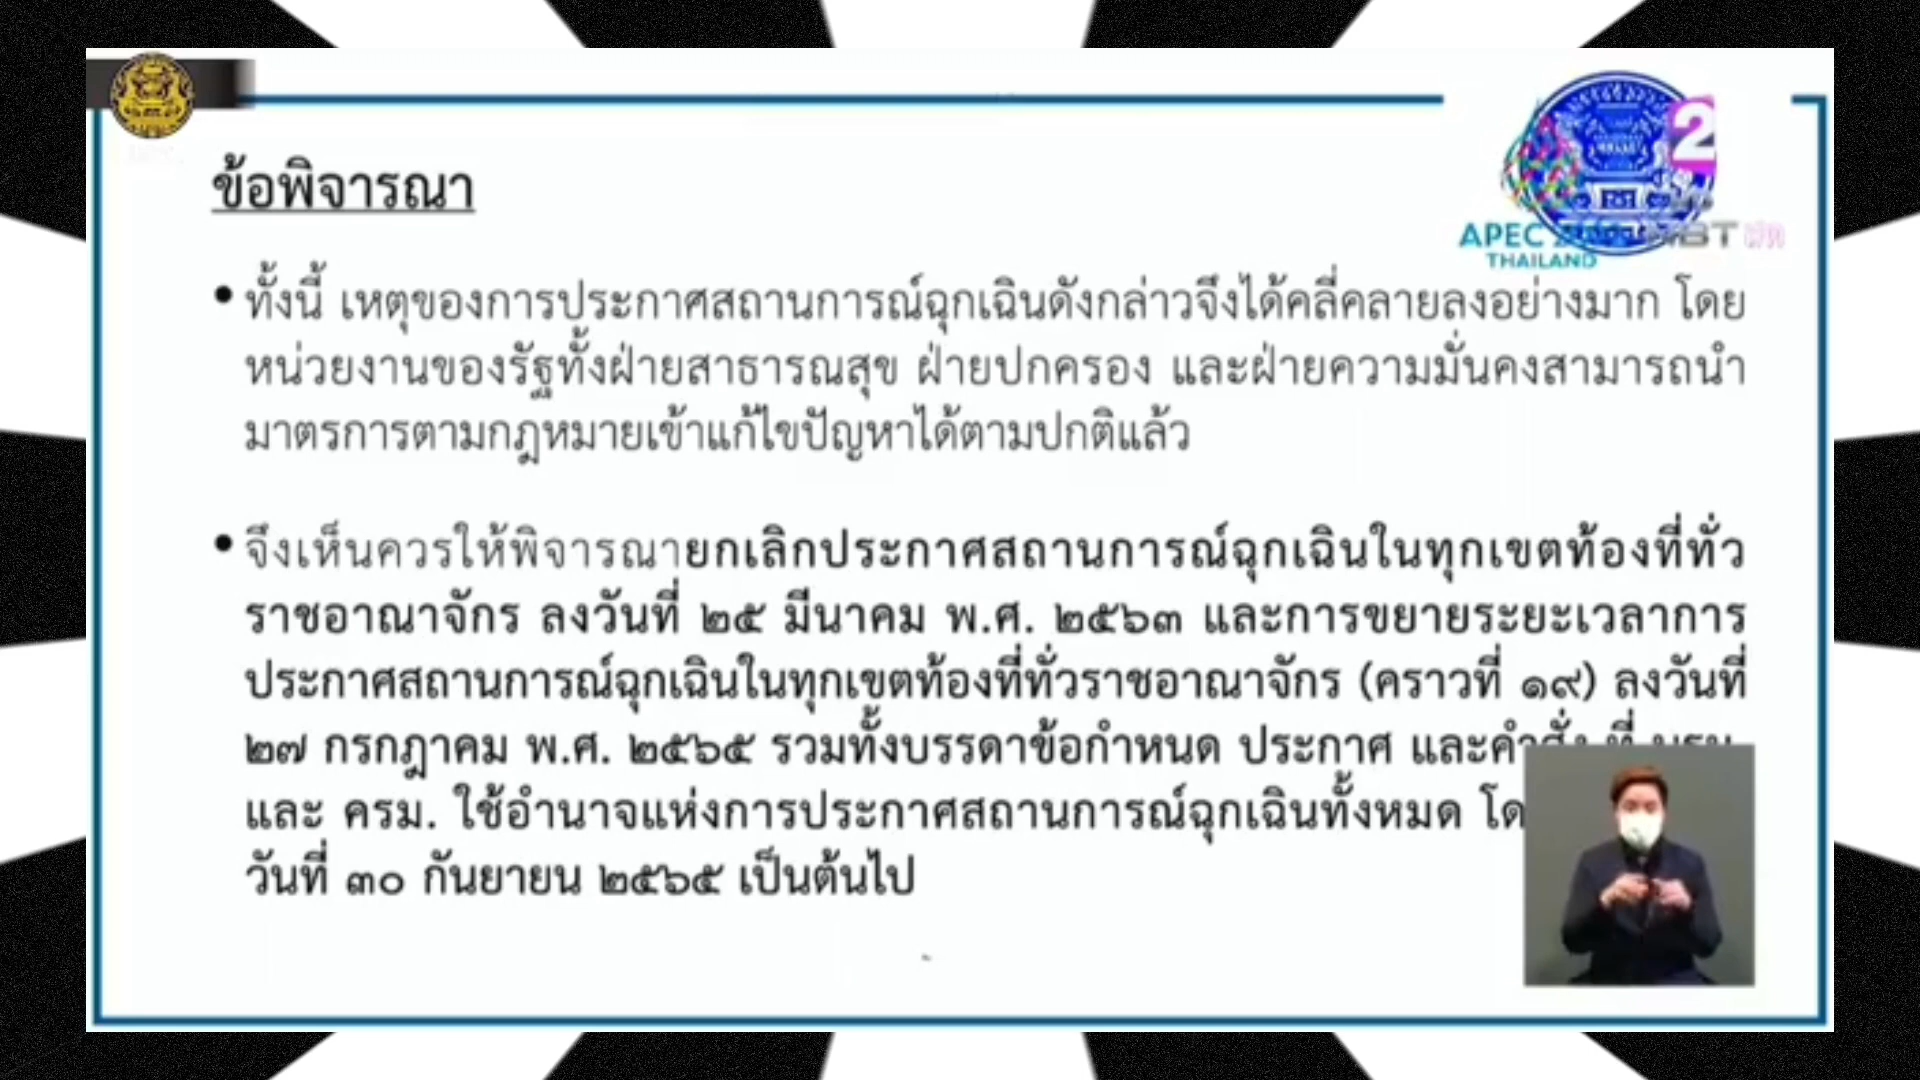 ข้อพิจารณา
APEC
THAILAND
2
NBT
• ทั้งนี้ เหตุของการประกาศสถานการณ์ฉุกเฉินดังกล่าวจึงได้คลี่คลายลงอย่างมาก โดย
หน่วยงานของรัฐทั้งฝ่ายสาธารณสุข ฝ่ายปกครอง และฝ่ายความมั่นคงสามารถนำ
มาตรการตามกฎหมายเข้าแก้ไขปัญหาได้ตามปกติแล้ว
• จึงเห็นควรให้พิจารณายกเลิกประกาศสถานการณ์ฉุกเฉินในทุกเขตท้องที่ทั่ว
ราชอาณาจักร ลงวันที่ ๒๕ มีนาคม พ.ศ. ๒๕๖๓ และการขยายระยะเวลาการ
ประกาศสถานการณ์ฉุกเฉินในทุกเขตท้องที่ทั่วราชอาณาจักร (คราวที่ ๑๙) ลงวันที่
๒๗ กรกฎาคม พ.ศ. ๒๕๖๕ รวมทั้งบรรดาข้อกำหนด ประกาศ และคำสั่ง ที่
และ ครม. ใช้อำนาจแห่งการประกาศสถานการณ์ฉุกเฉินทั้งหมด
วันที่ ๓๐ กันยายน ๒๕๖๕ เป็นต้นไป